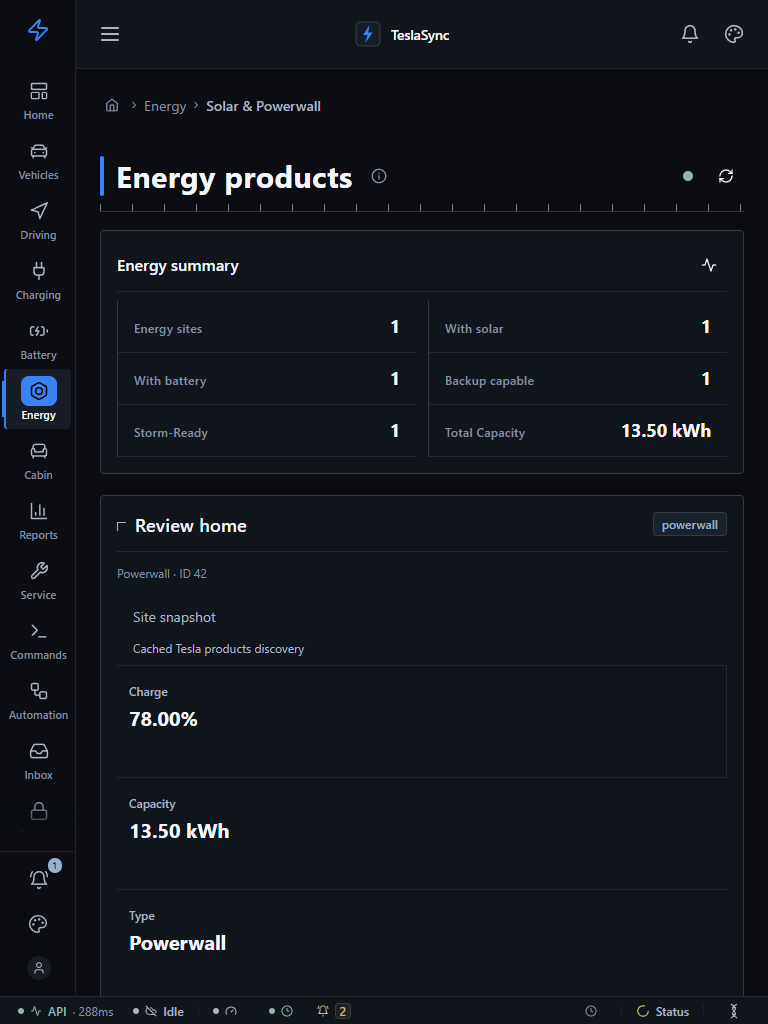 TeslaSync
Home
Vehicles
Driving
Charging
Battery
Energy
Cabin
Reports
Service
Commands
Automation
Inbox
1
Energy
Solar & Powerwall
Energy products
Energy summary
Energy sites 1
With solar 1
With battery 1
Backup capable 1
Storm-Ready 1
Total Capacity 13.50 kWh
Review home
powerwall
Powerwall · ID 42
Site snapshot
Cached Tesla products discovery
Charge
78.00%
Capacity
13.50 kWh
Type
Powerwall
API · 288ms
Idle
2
Status